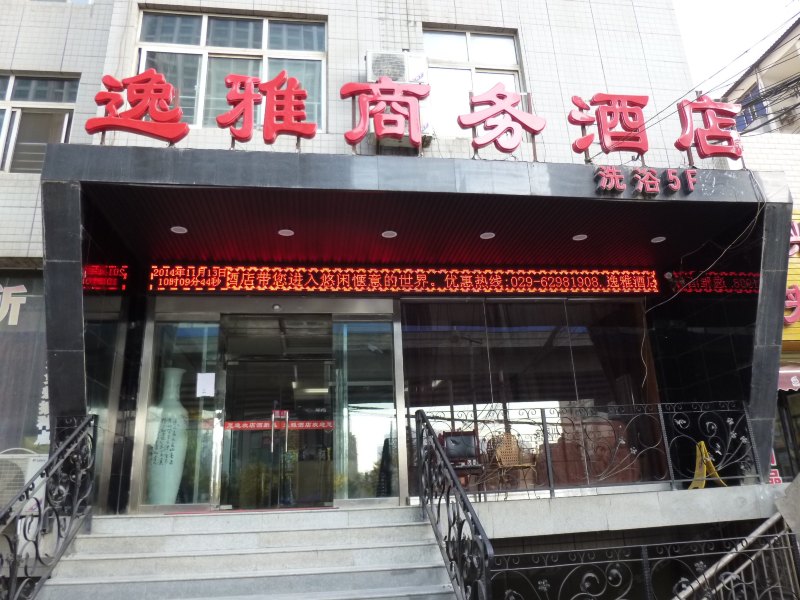 逸雅商务酒店
洗浴5F
2014年11月13日
10时09分44秒
酒店带您进入悠闲惬意的世界。优惠热线:029-62981908 逸雅酒店
所